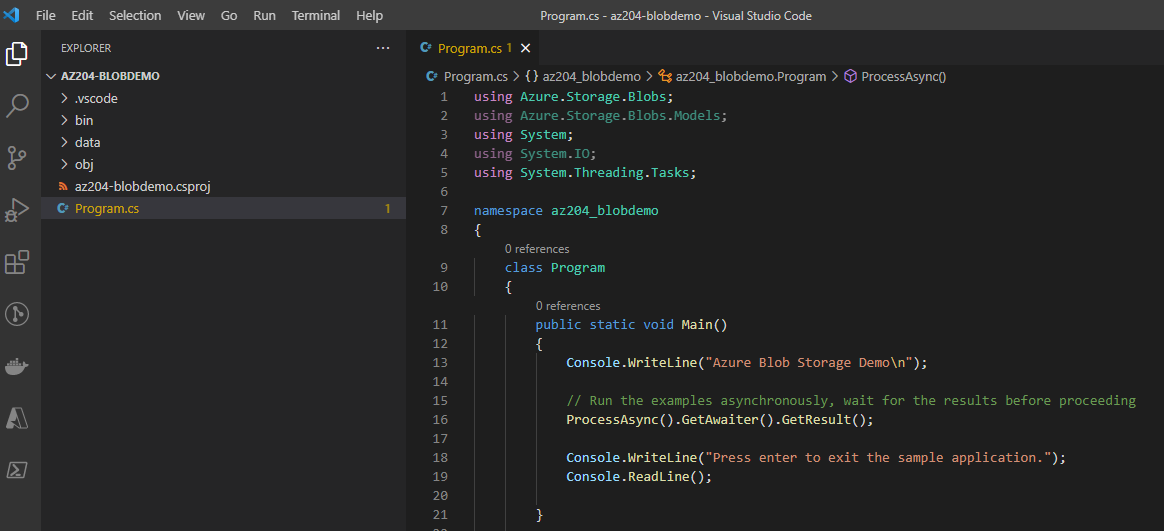 File Edit Selection View Go Run Terminal Help Program.cs - az204-blobdemo - Visual Studio Code
EXPLORER ···
AZ204-BLOBDEMO
.vscode
bin
data
obj
az204-blobdemo.csproj
C# Program.cs 1
C# Program.cs 1 ×
C# Program.cs > {} az204_blobdemo > az204_blobdemo.Program > ProcessAsync()
1 using Azure.Storage.Blobs;
2 using Azure.Storage.Blobs.Models;
3 using System;
4 using System.IO;
5 using System.Threading.Tasks;
6
7 namespace az204_blobdemo
8 {
0 references
9 class Program
10 {
0 references
11 public static void Main()
12 {
13 Console.WriteLine("Azure Blob Storage Demo\n");
14
15 // Run the examples asynchronously, wait for the results before proceeding
16 ProcessAsync().GetAwaiter().GetResult();
17
18 Console.WriteLine("Press enter to exit the sample application.");
19 Console.ReadLine();
20
21 }